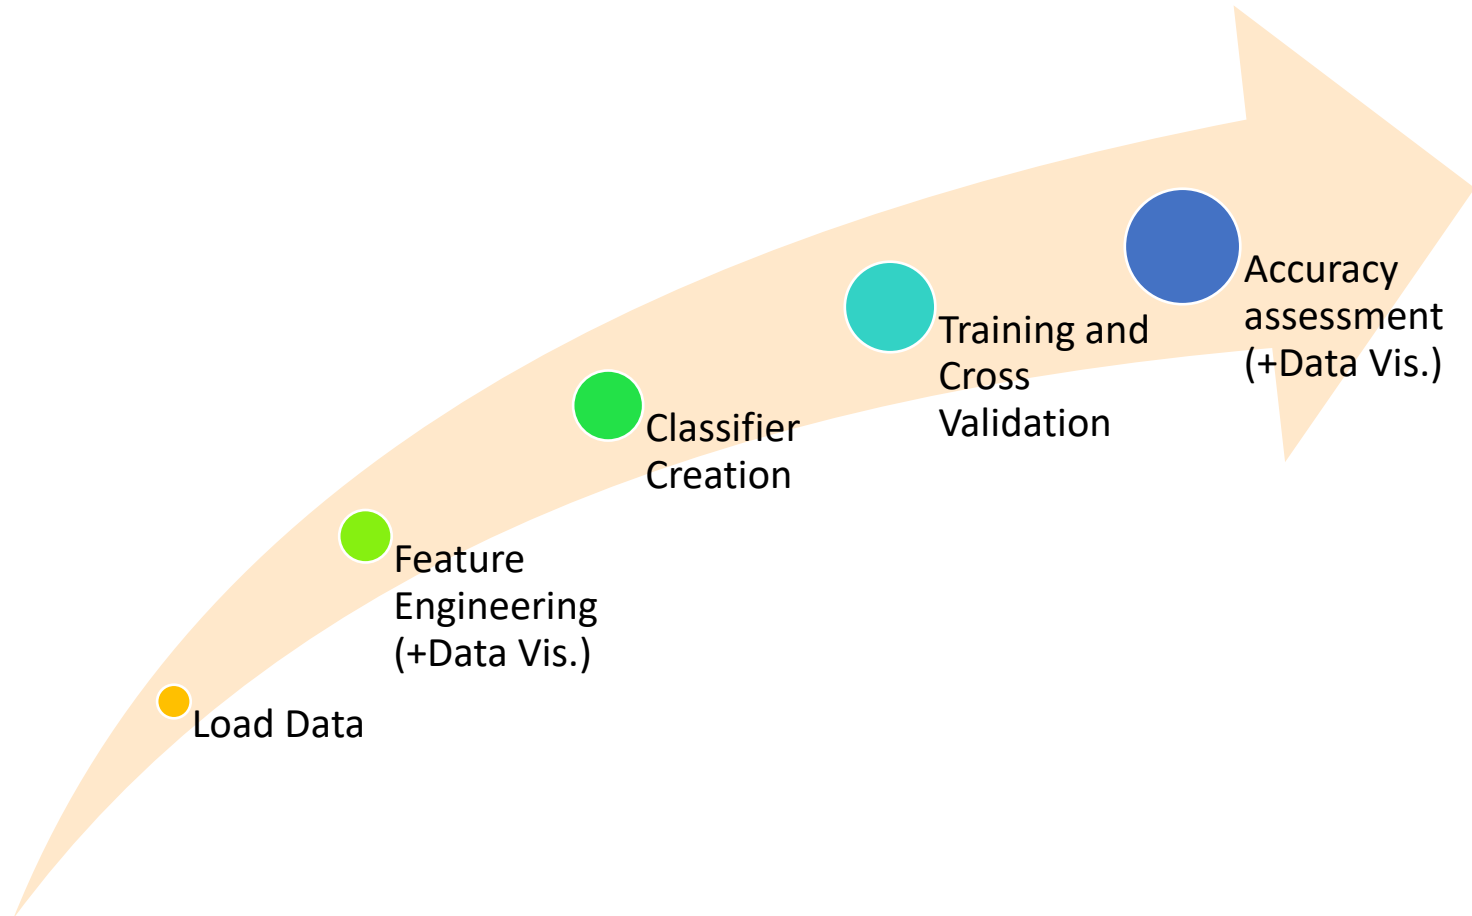 Load Data
Feature
Engineering
(+Data Vis.)
Classifier
Creation
Training and
Cross
Validation
Accuracy
assessment
(+Data Vis.)